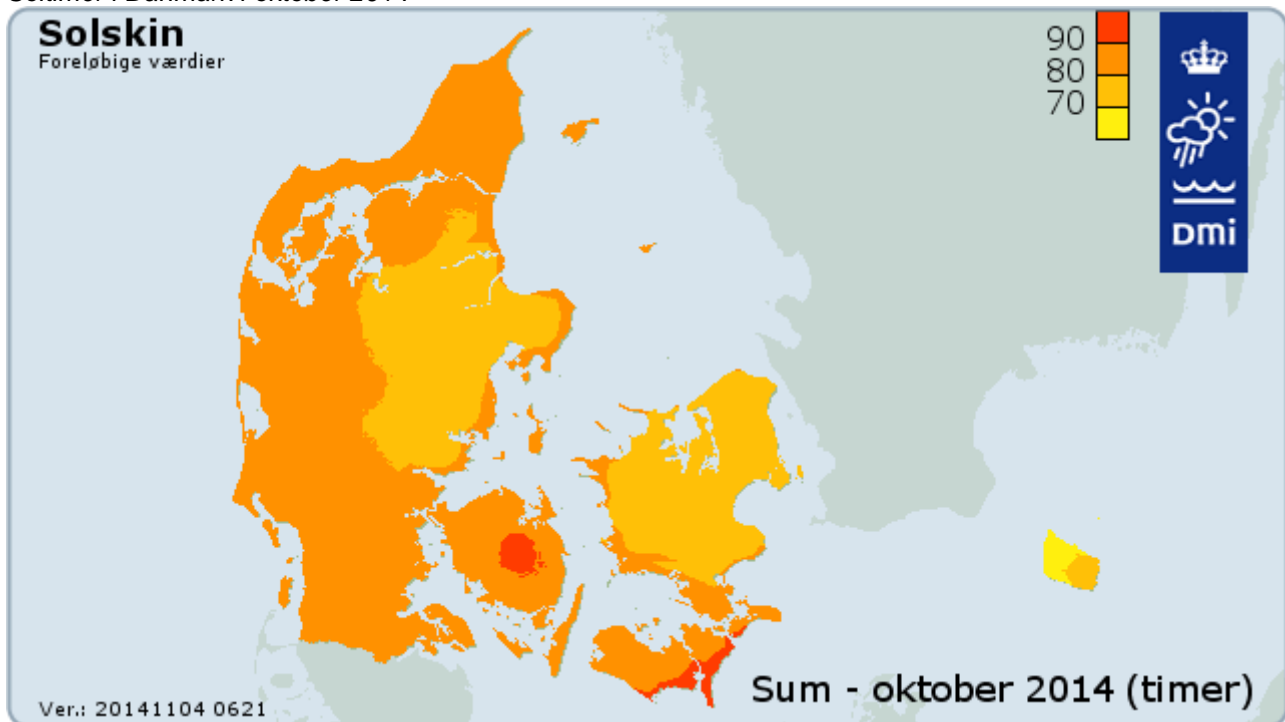 Solskin
Foreløbige værdier
90
80
70
DMI
Sum - oktober 2014 (timer)
Ver.: 20141104 0621